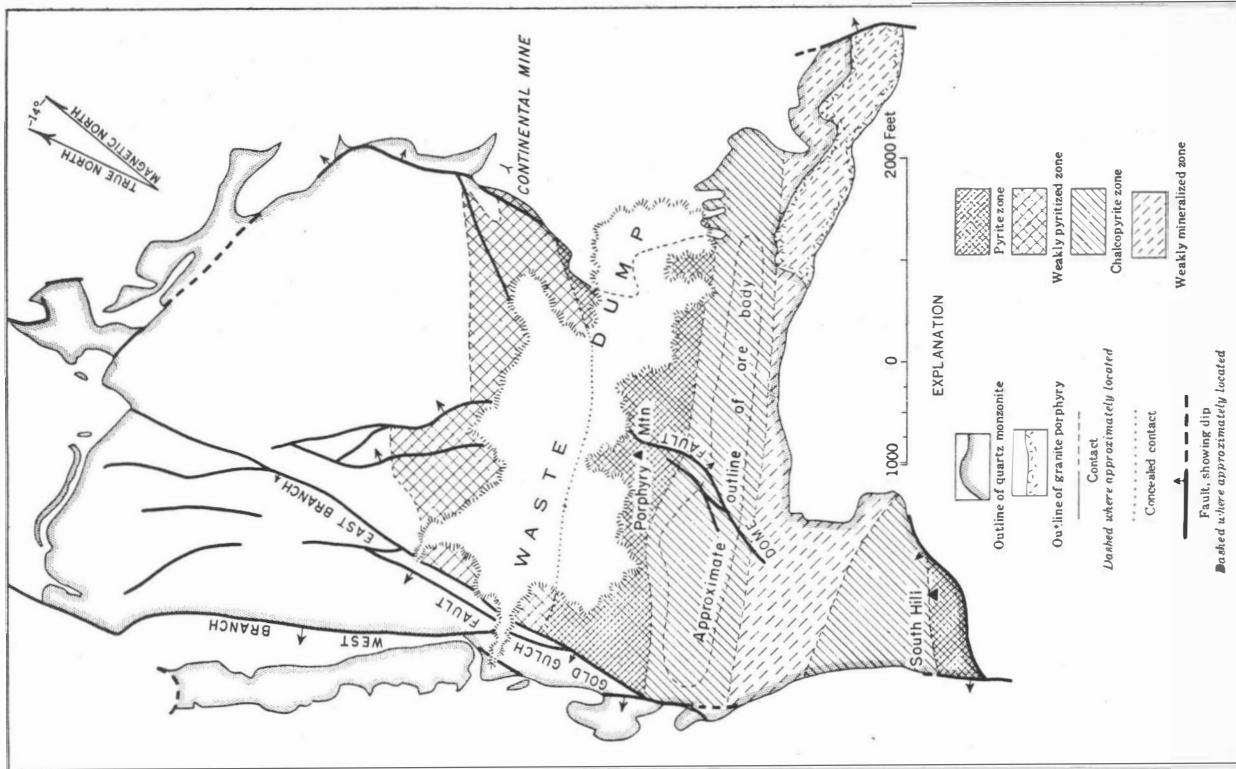 TRUE NORTH
MAGNETIC NORTH
-14°
CONTINENTAL MINE
EAST BRANCH
FAULT
WEST BRANCH
GOLD GULCH
WASTE DUMP
Porphyry Mtn
DOME FAULT
Approximate outline of ore body
South Hill
1000 0 2000 Feet
EXPLANATION
Outline of quartz monzonite
Outline of granite porphyry
Contact
Dashed where approximately located
Concealed contact
Fault, showing dip
Dashed where approximately located
Pyrite zone
Weakly pyritized zone
Chalcopyrite zone
Weakly mineralized zone